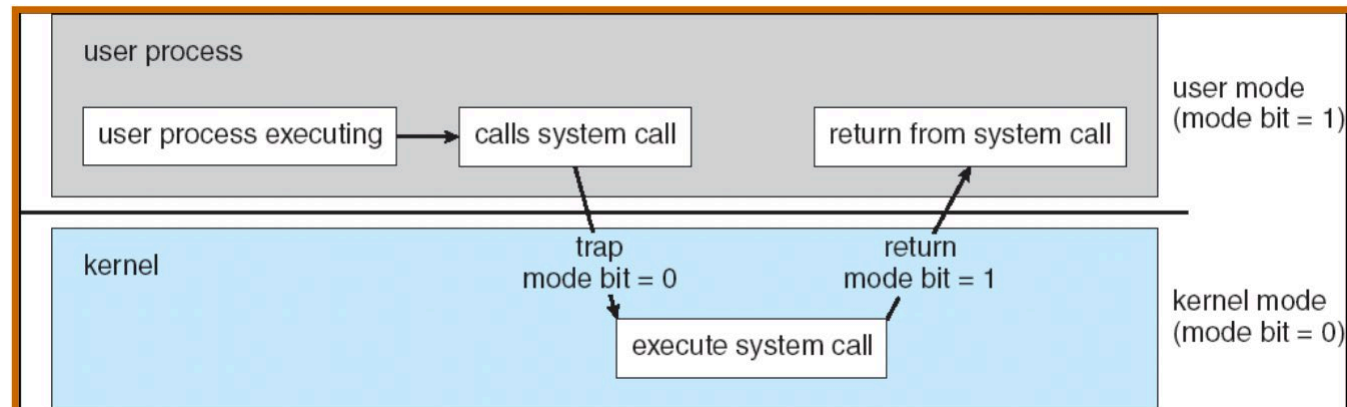 user process
user process executing
calls system call
return from system call
user mode
(mode bit = 1)
kernel
trap
mode bit = 0
return
mode bit = 1
execute system call
kernel mode
(mode bit = 0)